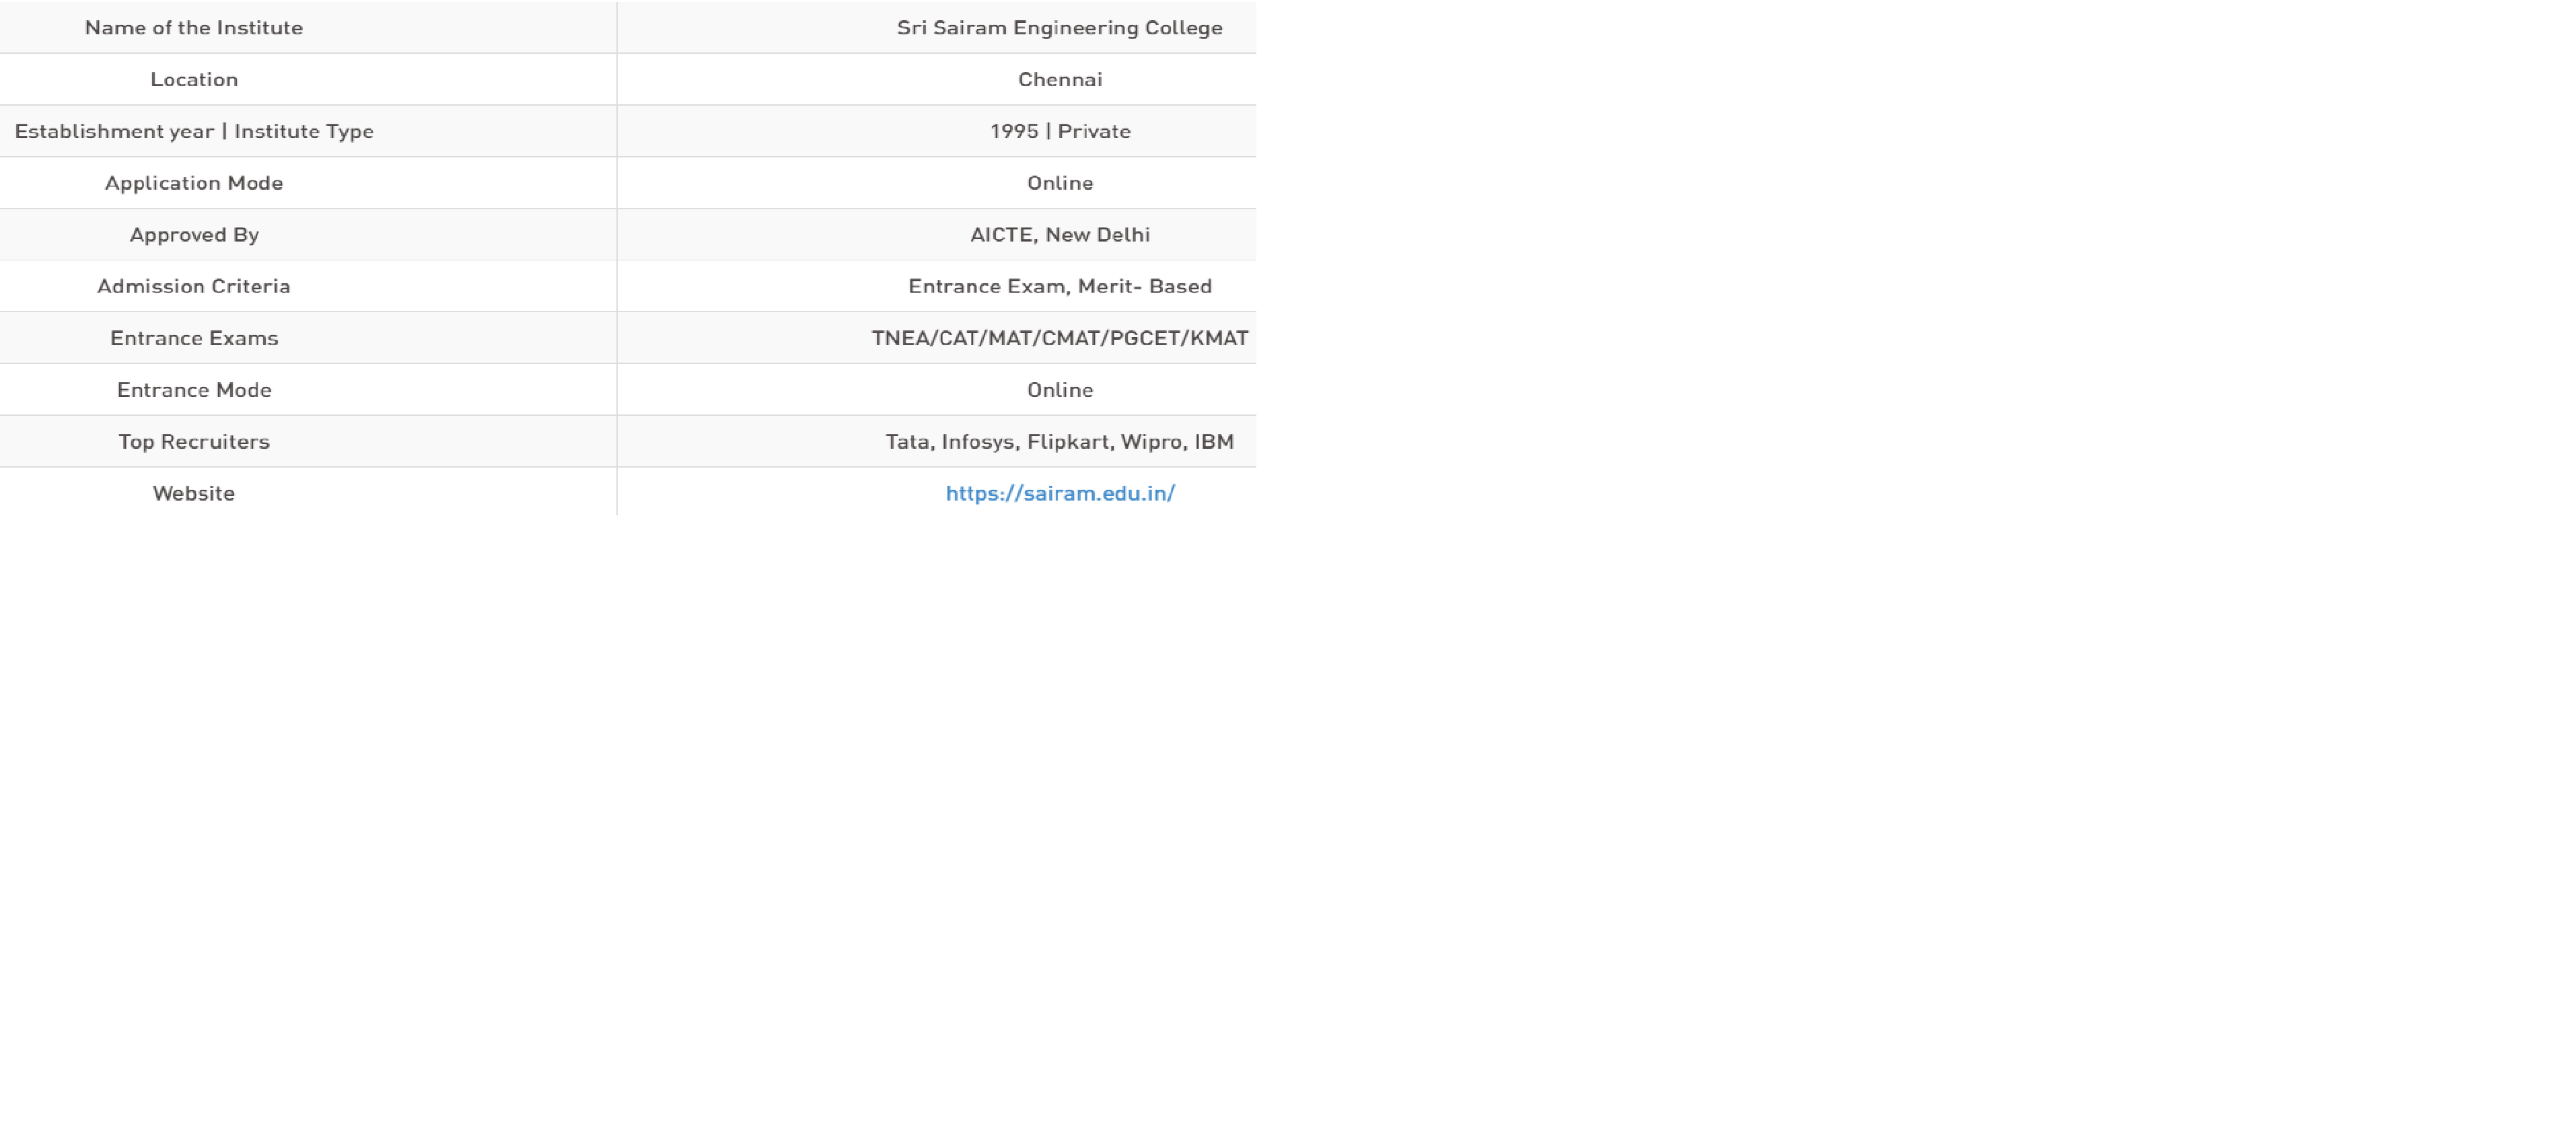 Name of the Institute Sri Sairam Engineering College
Location Chennai
Establishment year | Institute Type 1995 | Private
Application Mode Online
Approved By AICTE, New Delhi
Admission Criteria Entrance Exam, Merit- Based
Entrance Exams TNEA/CAT/MAT/CMAT/PGCET/KMAT
Entrance Mode Online
Top Recruiters Tata, Infosys, Flipkart, Wipro, IBM
Website https://sairam.edu.in/